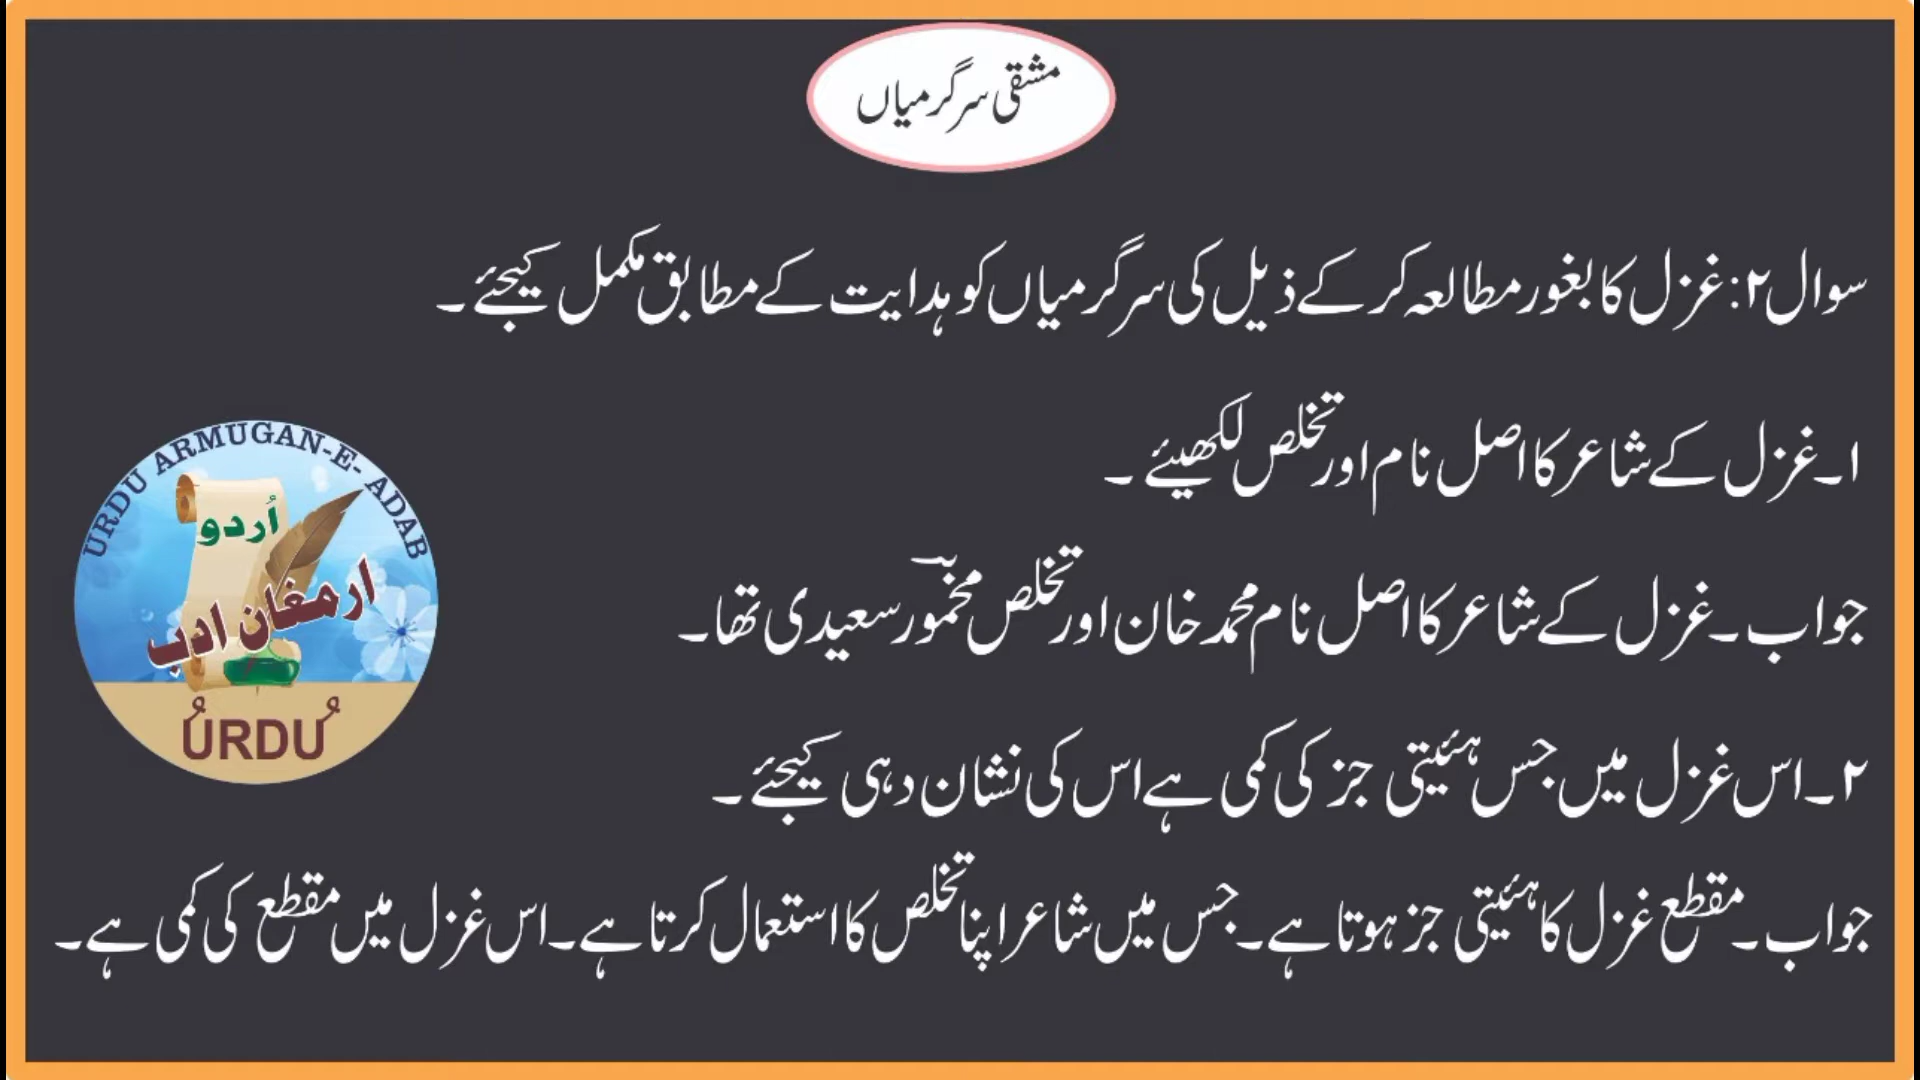 مشقی سرگرمیاں
سوال ۲: غزل کا بغور مطالعہ کر کے ذیل کی سرگرمیاں کو ہدایت کے مطابق مکمل کیجئے۔
۱۔ غزل کے شاعر کا اصل نام اور تخلص لکھیئے۔
جواب۔ غزل کے شاعر کا اصل نام محمد خان اور تخلص مخمور سعیدی تھا۔
URDU ARMUGAN-E-ADAB
اُردو
ارمغانِ ادب
URDU
۲۔ اس غزل میں جس ہئیتی جز کی کمی ہے اس کی نشان دہی کیجئے۔
جواب۔ مقطع غزل کا ہئیتی جز ہوتا ہے۔ جس میں شاعر اپنا تخلص کا استعمال کرتا ہے۔ اس غزل میں مقطع کی کمی ہے۔